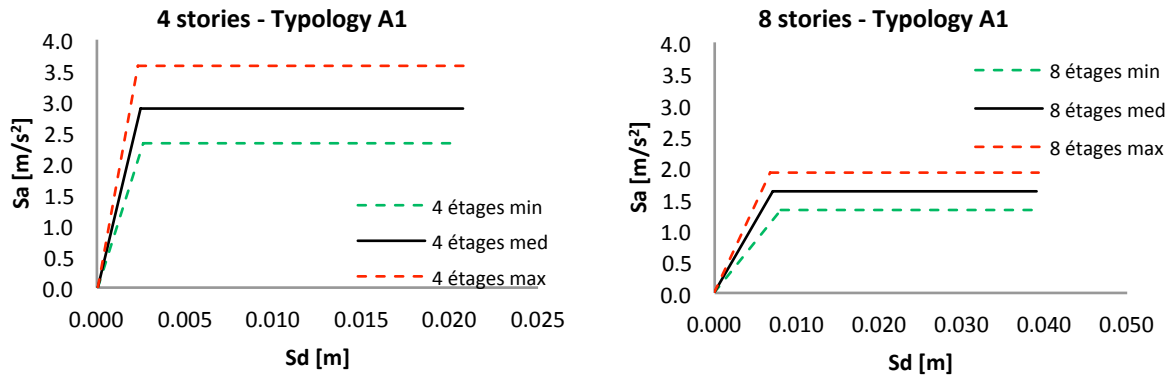 4 stories - Typology A1
4.0
3.5
3.0
2.5
2.0
1.5
1.0
0.5
0.0
Sa [m/s²]
4 étages min
4 étages med
4 étages max
0.000 0.005 0.010 0.015 0.020 0.025
Sd [m]
8 stories - Typology A1
4.0
3.5
3.0
2.5
2.0
1.5
1.0
0.5
0.0
Sa [m/s²]
8 étages min
8 étages med
8 étages max
0.000 0.010 0.020 0.030 0.040 0.050
Sd [m]